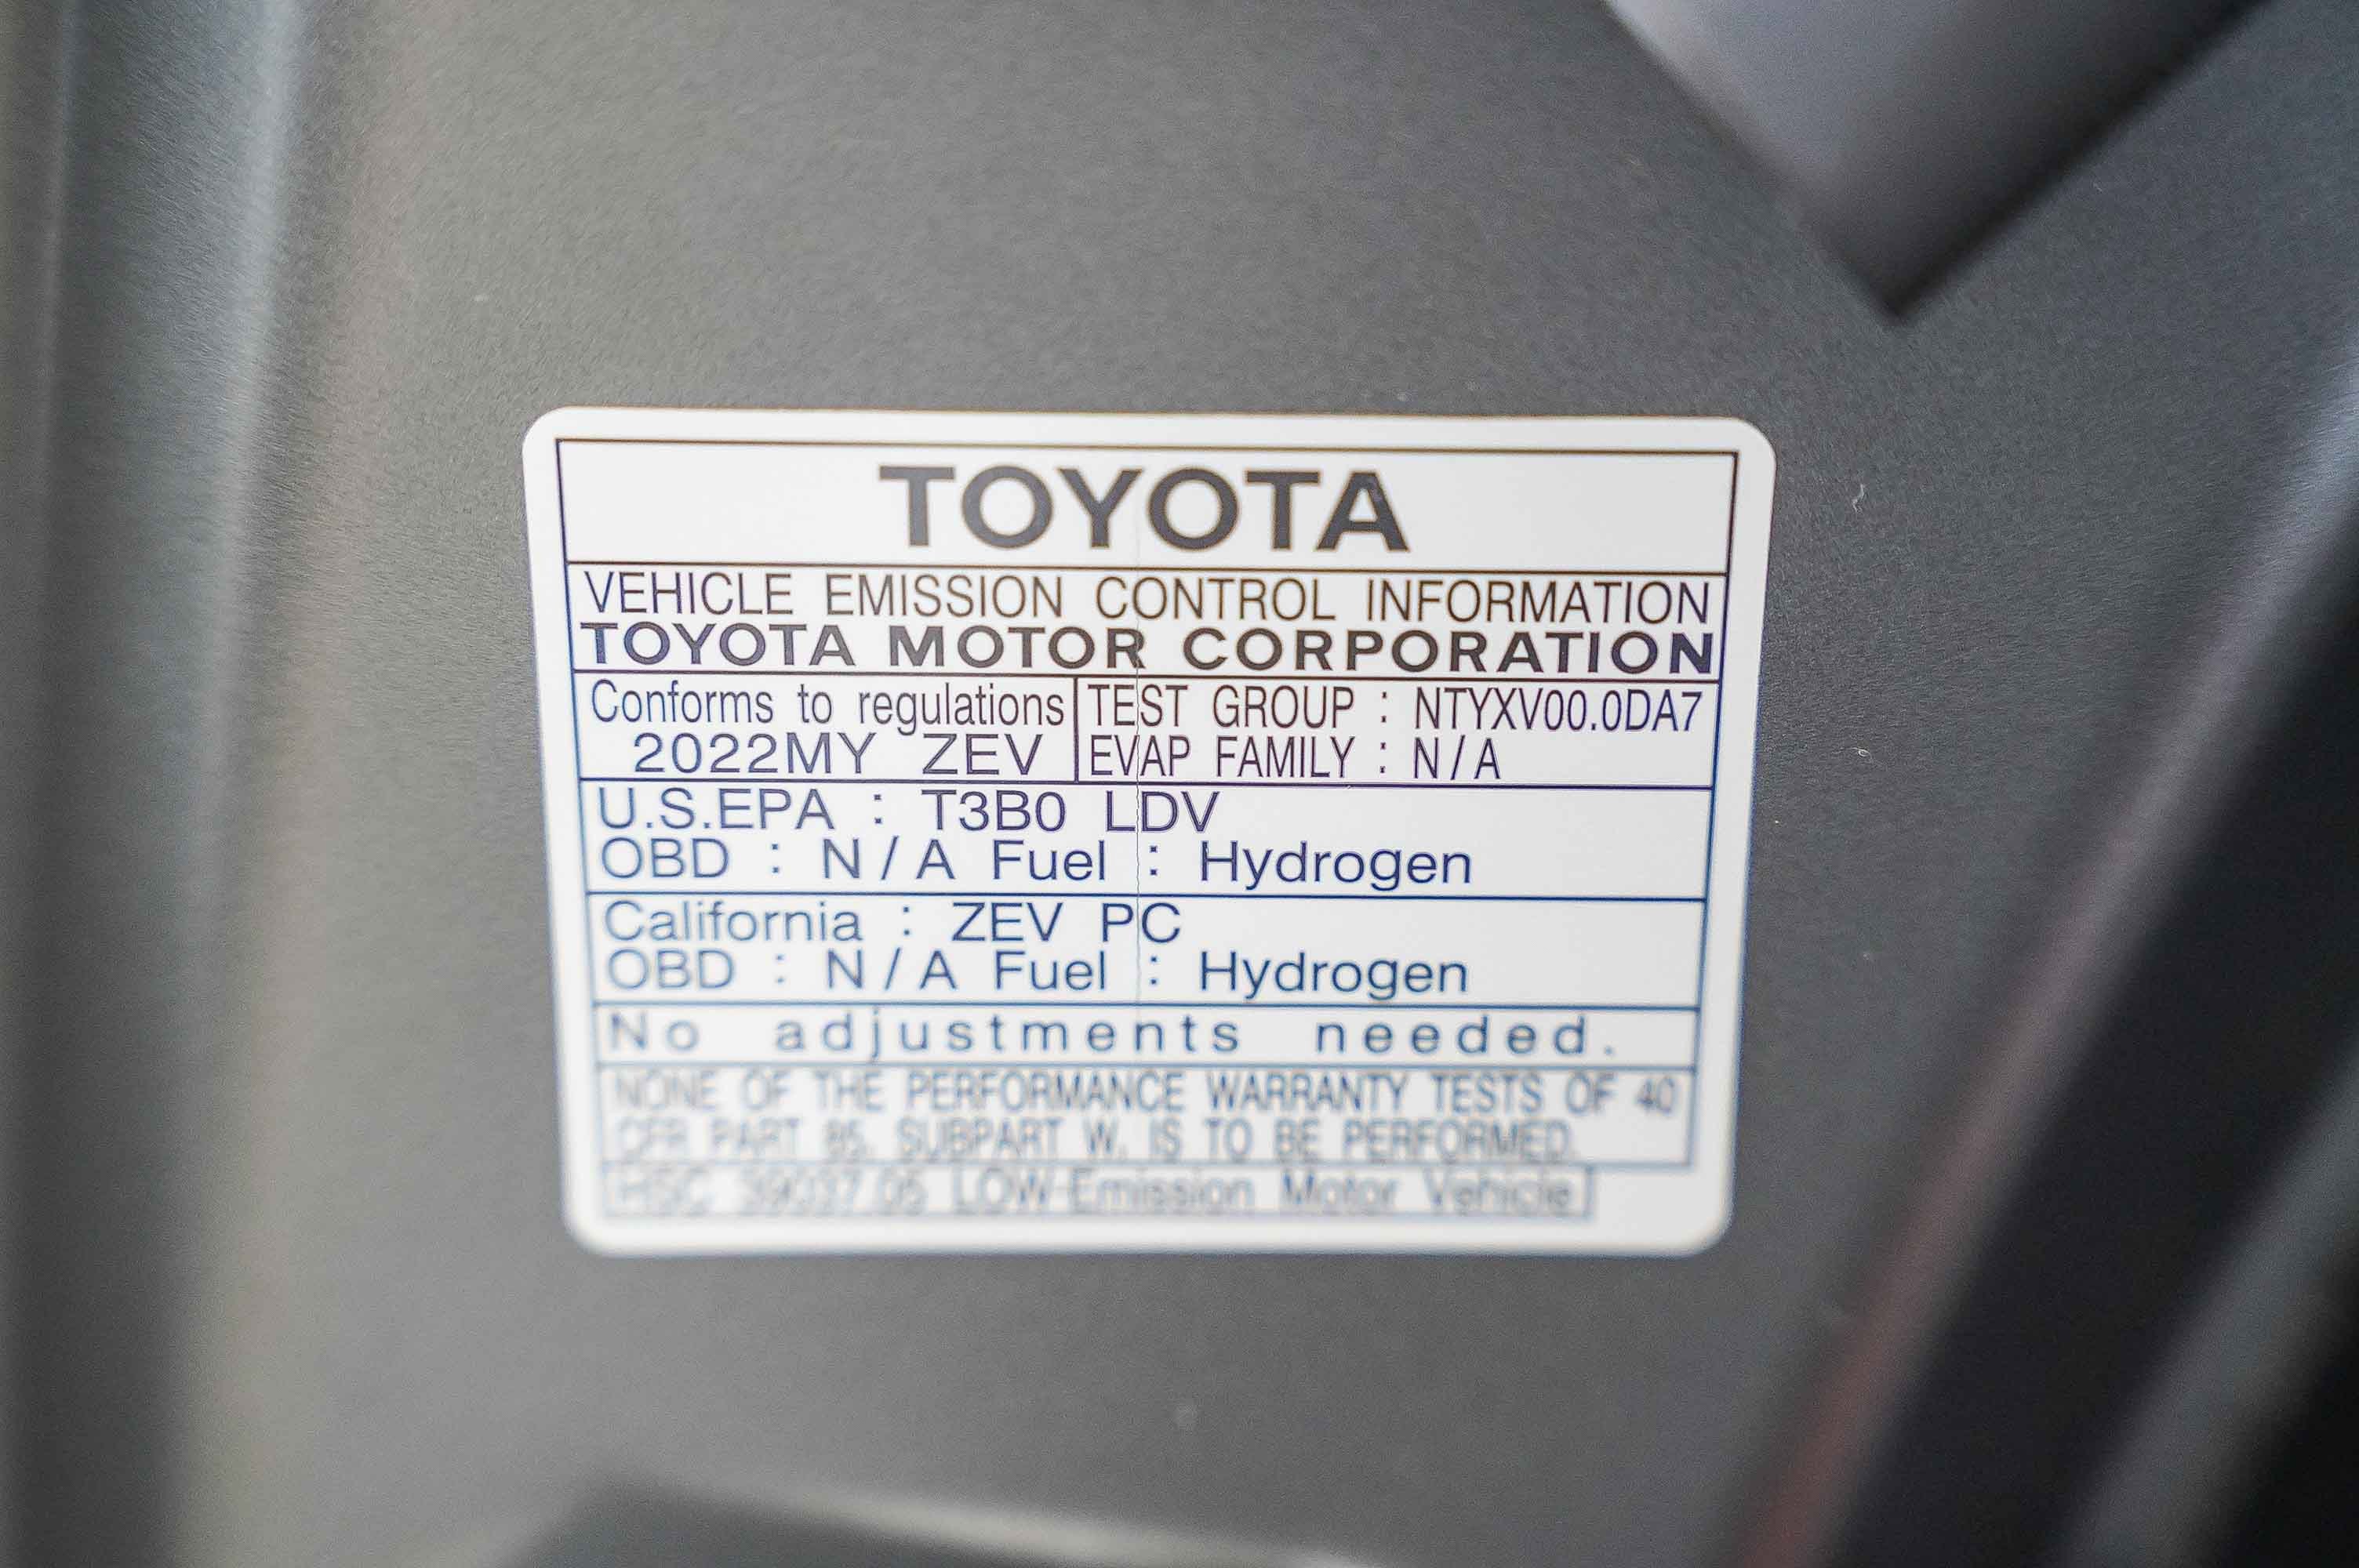 TOYOTA
VEHICLE EMISSION CONTROL INFORMATION
TOYOTA MOTOR CORPORATION
Conforms to regulations
2022MY ZEV
TEST GROUP : NTYXV00.0DA7
EVAP FAMILY : N/A
U.S.EPA : T3B0 LDV
OBD : N/A Fuel : Hydrogen
California : ZEV PC
OBD : N/A Fuel : Hydrogen
No adjustments needed.
NONE OF THE PERFORMANCE WARRANTY TESTS OF 40
CFR PART 85, SUBPART W, IS TO BE PERFORMED.
HSC 39037.05 LOW-Emission Motor Vehicle